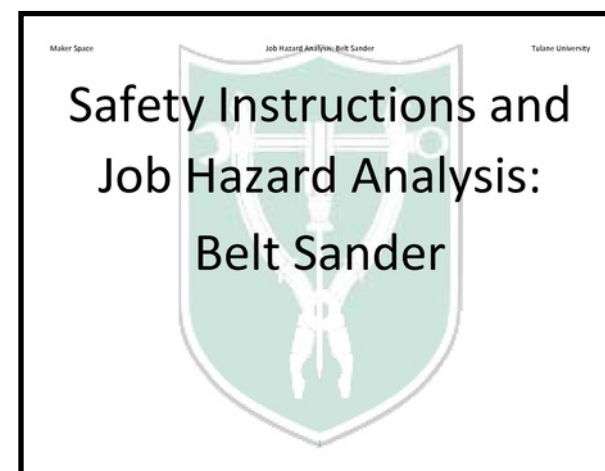 Maker Space Job Hazard Analysis: Belt Sander Tulane University
Safety Instructions and
Job Hazard Analysis:
Belt Sander